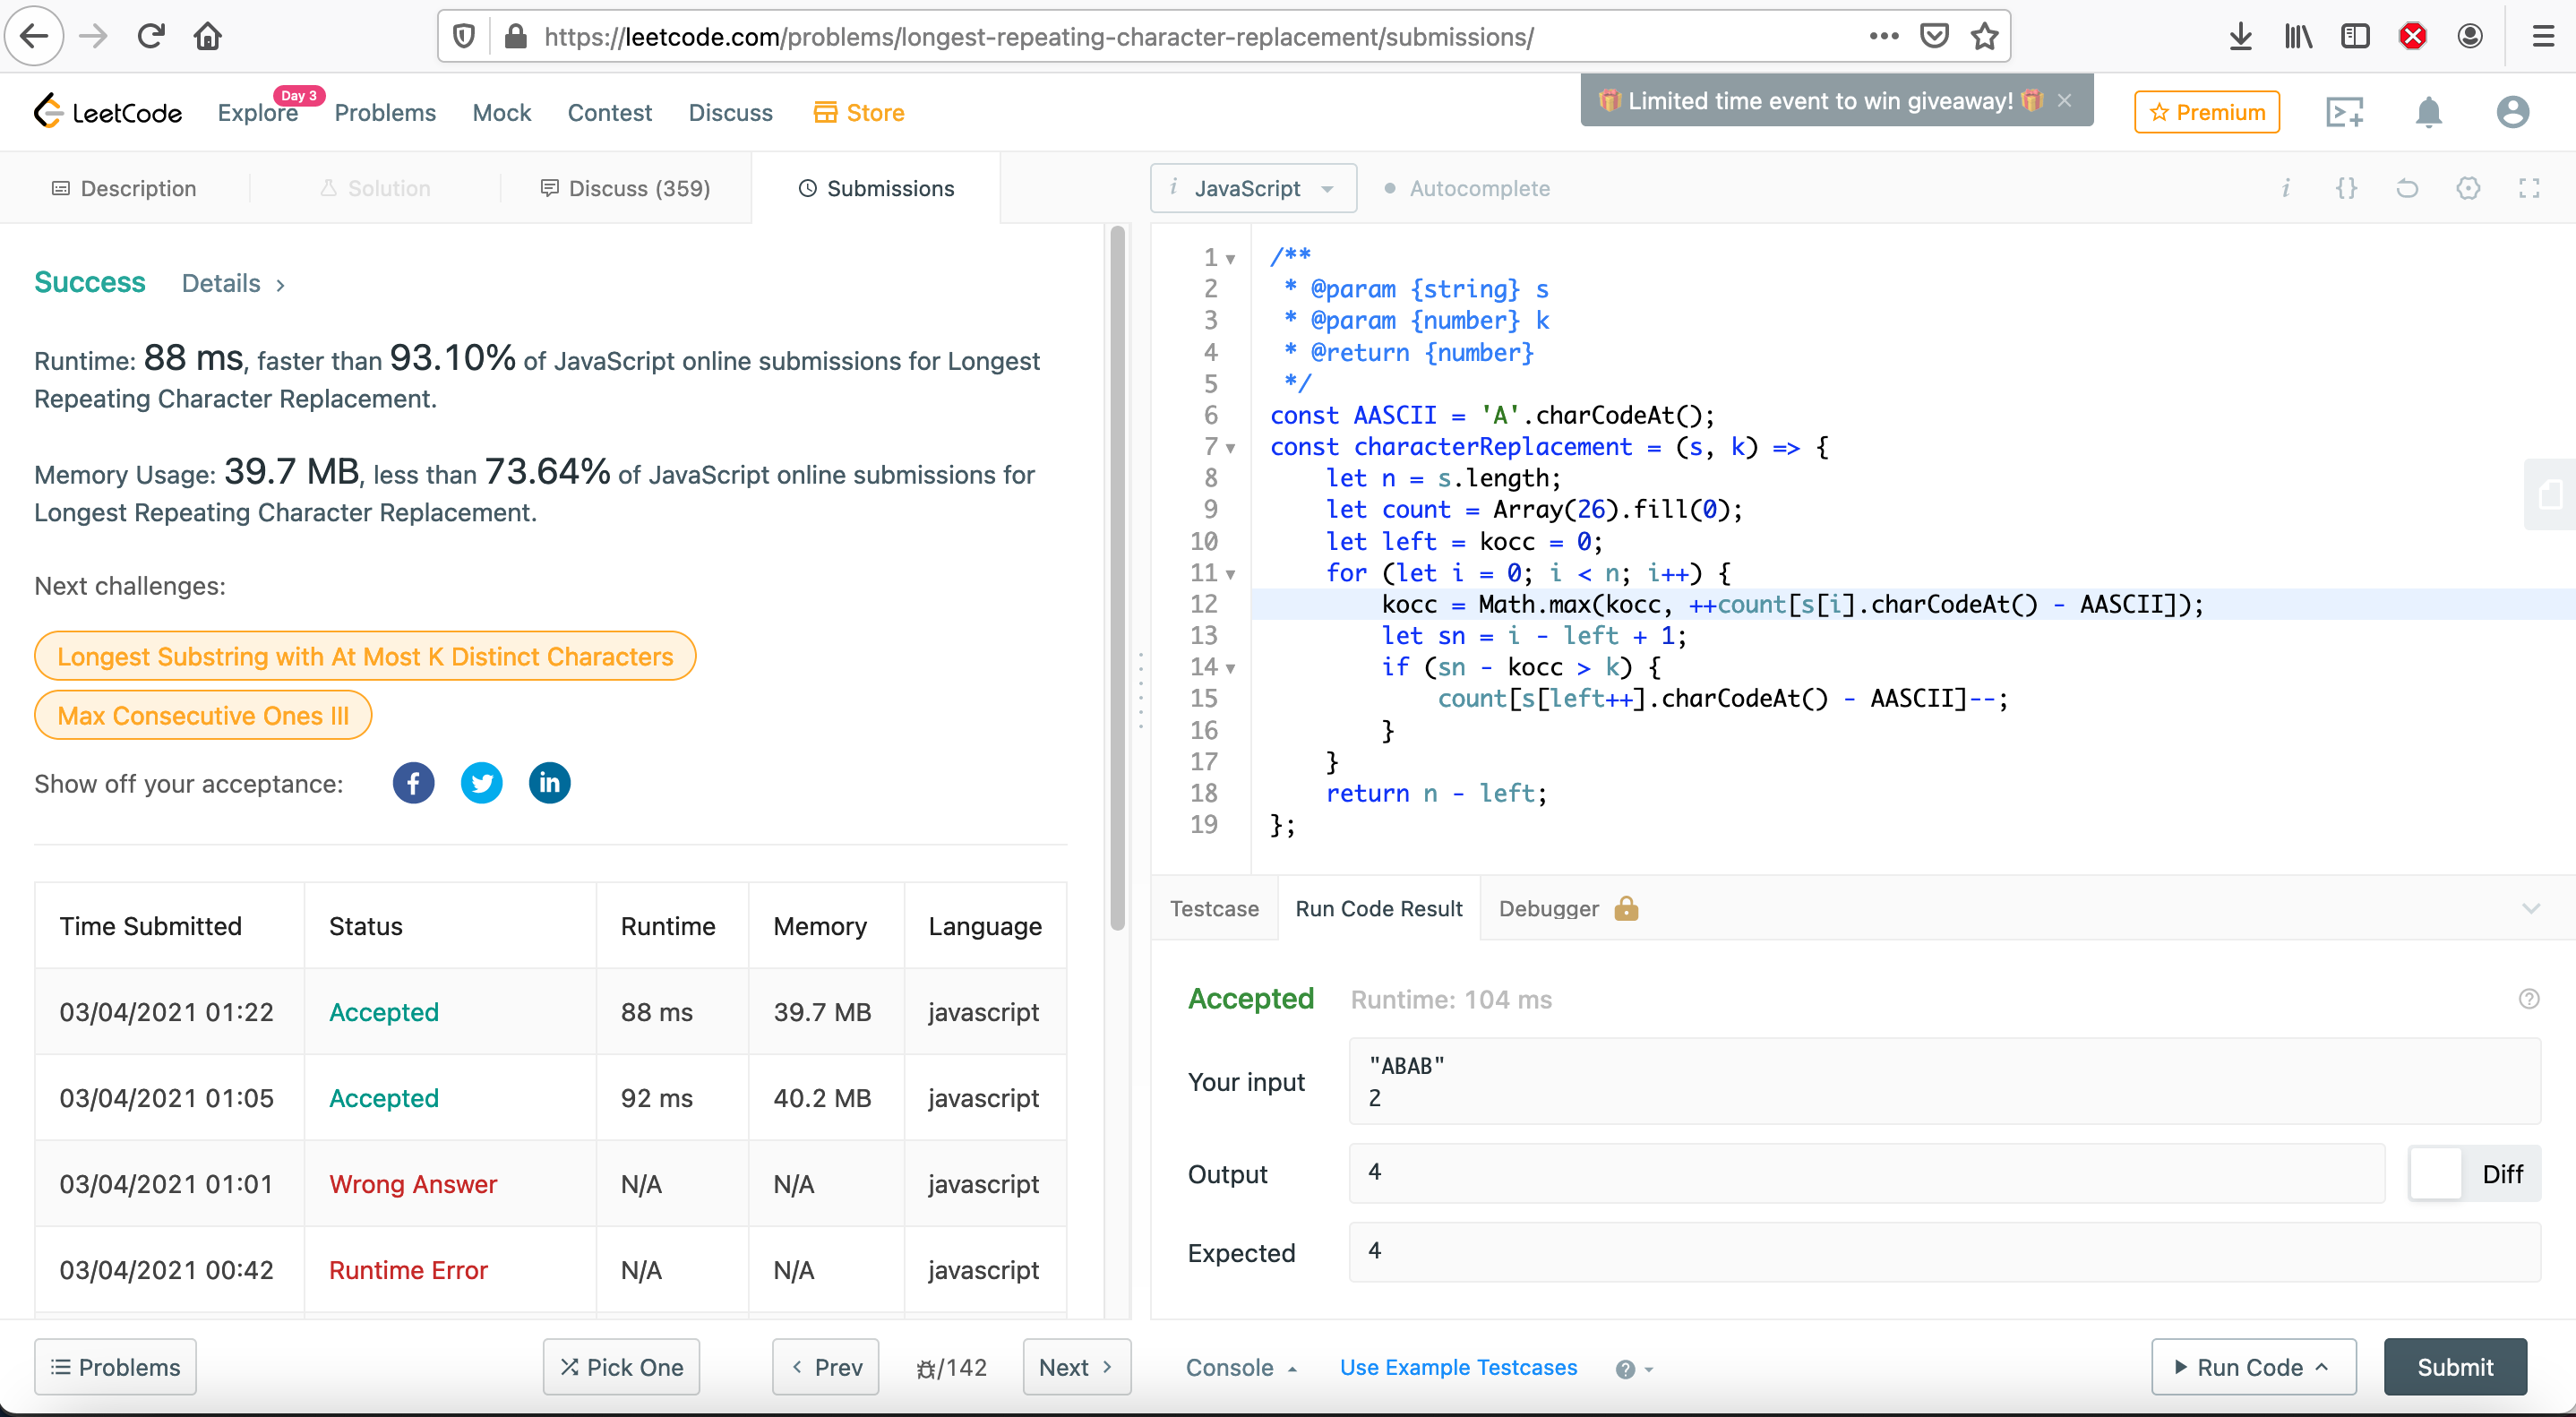 https://leetcode.com/problems/longest-repeating-character-replacement/submissions/
LeetCode
Explore
Day 3
Problems
Mock
Contest
Discuss
Store
Limited time event to win giveaway!
Premium
Description
Solution
Discuss (359)
Submissions
Success
Details
Runtime: 88 ms, faster than 93.10% of JavaScript online submissions for Longest
Repeating Character Replacement.
Memory Usage: 39.7 MB, less than 73.64% of JavaScript online submissions for
Longest Repeating Character Replacement.
Next challenges:
Longest Substring with At Most K Distinct Characters
Max Consecutive Ones III
Show off your acceptance:
Time Submitted Status Runtime Memory Language
03/04/2021 01:22 Accepted 88 ms 39.7 MB javascript
03/04/2021 01:05 Accepted 92 ms 40.2 MB javascript
03/04/2021 01:01 Wrong Answer N/A N/A javascript
03/04/2021 00:42 Runtime Error N/A N/A javascript
Problems
Pick One
Prev
/142
Next
i JavaScript
Autocomplete
i {}
1 /**
2  * @param {string} s
3  * @param {number} k
4  * @return {number}
5  */
6 const AASCII = 'A'.charCodeAt();
7 const characterReplacement = (s, k) => {
8     let n = s.length;
9     let count = Array(26).fill(0);
10     let left = kocc = 0;
11     for (let i = 0; i < n; i++) {
12         kocc = Math.max(kocc, ++count[s[i].charCodeAt() - AASCII]);
13         let sn = i - left + 1;
14         if (sn - kocc > k) {
15             count[s[left++].charCodeAt() - AASCII]--;
16         }
17     }
18     return n - left;
19 };
Testcase
Run Code Result
Debugger
Accepted
Runtime: 104 ms
Your input
"ABAB"
2
Output
4
Diff
Expected
4
Console
Use Example Testcases
Run Code
Submit